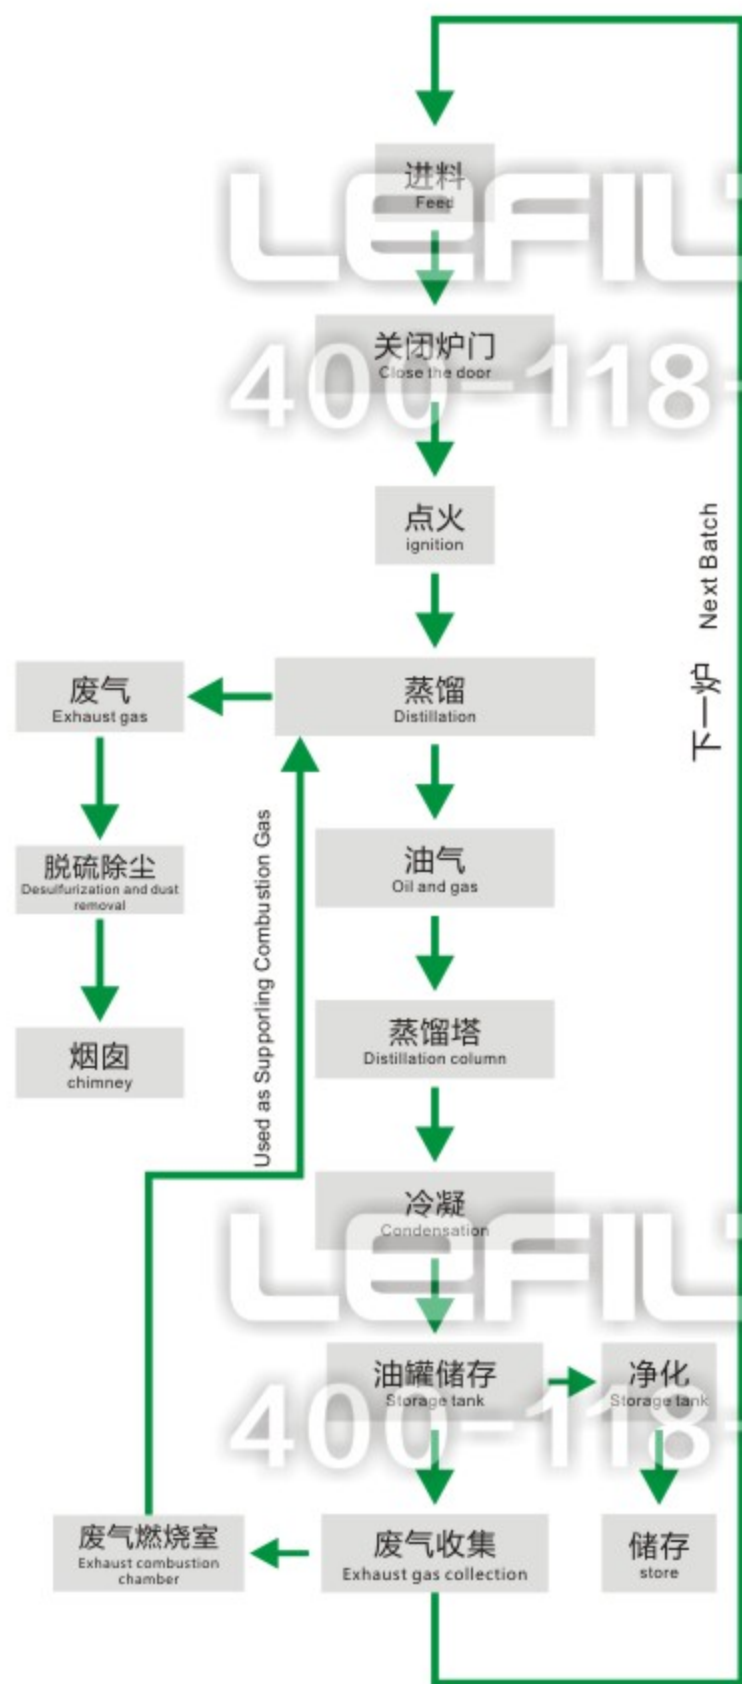 进料
Feed
关闭炉门
Close the door
点火
ignition
蒸馏
Distillation
废气
Exhaust gas
脱硫除尘
Desulfurization and dust
removal
烟囱
chimney
油气
Oil and gas
蒸馏塔
Distillation column
冷凝
Condensation
油罐储存
Storage tank
净化
Storage tank
储存
store
废气收集
Exhaust gas collection
废气燃烧室
Exhaust combustion
chamber
Used as Supporling Combustion Gas
下一炉 Next Batch
LEFIL
400-118-
LEFIL
400-118-